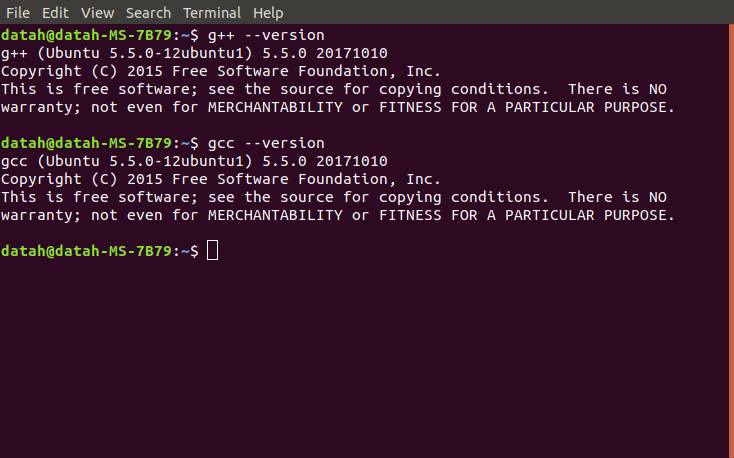 File Edit View Search Terminal Help
datah@datah-MS-7B79:~$ g++ --version
g++ (Ubuntu 5.5.0-12ubuntu1) 5.5.0 20171010
Copyright (C) 2015 Free Software Foundation, Inc.
This is free software; see the source for copying conditions.  There is NO
warranty; not even for MERCHANTABILITY or FITNESS FOR A PARTICULAR PURPOSE.
datah@datah-MS-7B79:~$ gcc --version
gcc (Ubuntu 5.5.0-12ubuntu1) 5.5.0 20171010
Copyright (C) 2015 Free Software Foundation, Inc.
This is free software; see the source for copying conditions.  There is NO
warranty; not even for MERCHANTABILITY or FITNESS FOR A PARTICULAR PURPOSE.
datah@datah-MS-7B79:~$